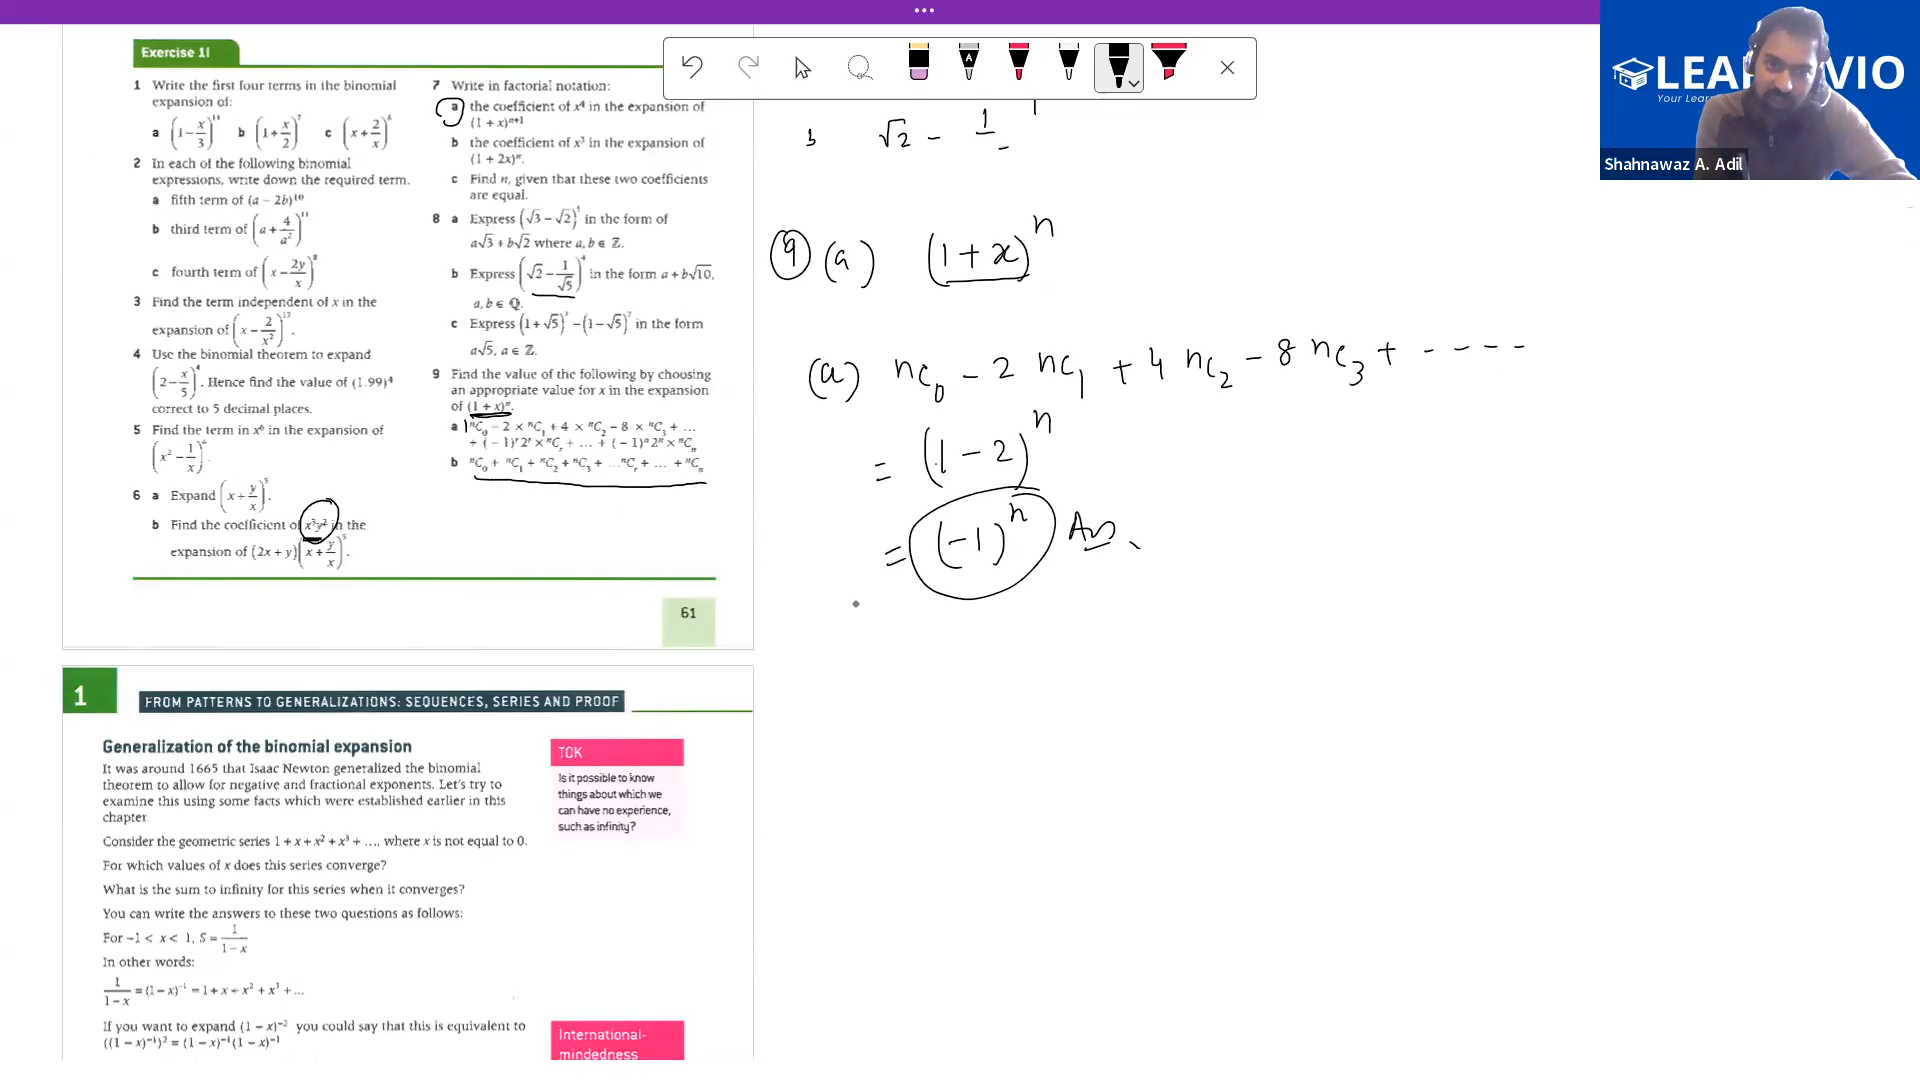 Exercise 1I
1 Write the first four terms in the binomial expansion of:
a (1 − x/3)^11 b (1 + x/2)^7 c (x + 2/x)^6
2 In each of the following binomial
expressions, write down the required term.
a fifth term of (a − 2b)^10
b third term of (a + 4/a²)^11
c fourth term of (x − 2y/x)^8
3 Find the term independent of x in the
expansion of (x − 2/x²)^12.
4 Use the binomial theorem to expand
(2 − x/5)^4. Hence find the value of (1.99)^4
correct to 5 decimal places.
5 Find the term in x^6 in the expansion of
(x² − 1/x)^6.
6 a Expand (x + y/x)^5.
b Find the coefficient of x³y² in the
expansion of (2x + y)(x + y/x)^5.
7 Write in factorial notation:
a the coefficient of x⁴ in the expansion of
(1 + x)^n+1
b the coefficient of x³ in the expansion of
(1 + 2x)^n.
c Find n, given that these two coefficients
are equal.
8 a Express (√3 − √2)^5 in the form of
a√3 + b√2 where a, b ∈ ℤ.
b Express (√2 − 1/√5)^4 in the form a + b√10,
a, b ∈ ℚ.
c Express (1 + √5)^7 − (1 − √5)^7 in the form
a√5, a ∈ ℤ.
9 Find the value of the following by choosing
an appropriate value for x in the expansion
of (1 + x)^n.
a nC0 − 2 × nC1 + 4 × nC2 − 8 × nC3 + ...
+ (−1)^r 2^r × nCr + ... + (−1)^n 2^n × nCn
b nC0 + nC1 + nC2 + nC3 + ...nCr + ... + nCn
61
1 FROM PATTERNS TO GENERALIZATIONS: SEQUENCES, SERIES AND PROOF
Generalization of the binomial expansion
It was around 1665 that Isaac Newton generalized the binomial
theorem to allow for negative and fractional exponents. Let's try to
examine this using some facts which were established earlier in this
chapter.
Consider the geometric series 1 + x + x² + x³ + ..., where x is not equal to 0.
For which values of x does this series converge?
What is the sum to infinity for this series when it converges?
You can write the answers to these two questions as follows:
For −1 < x < 1, S = 1/(1 − x)
In other words:
1/(1 − x) = (1 − x)^−1 = 1 + x + x² + x³ + ...
If you want to expand (1 − x)^−2 you could say that this is equivalent to
((1 − x)^−1)² = (1 − x)^−1(1 − x)^−1
TOK
Is it possible to know
things about which we
can have no experience,
such as infinity?
International-
mindedness
√2 − 1
9 (a) (1 + x)^n
(a) nC0 − 2 nC1 + 4 nC2 − 8 nC3 + - - - -
= (1 − 2)^n
= (−1)^n Ans.
LEA VIO
Your Lear
Shahnawaz A. Adil